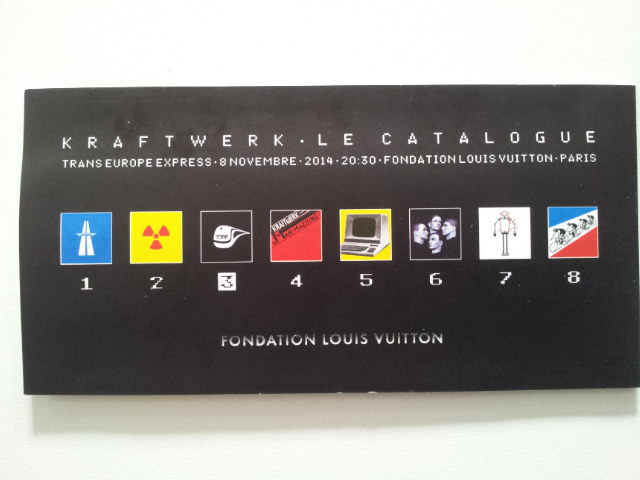 KRAFTWERK · LE CATALOGUE
TRANS EUROPE EXPRESS · 8 NOVEMBRE · 2014 · 20:30 · FONDATION LOUIS VUITTON · PARIS
KRAFTWERK
1 2 3 4 5 6 7 8
FONDATION LOUIS VUITTON